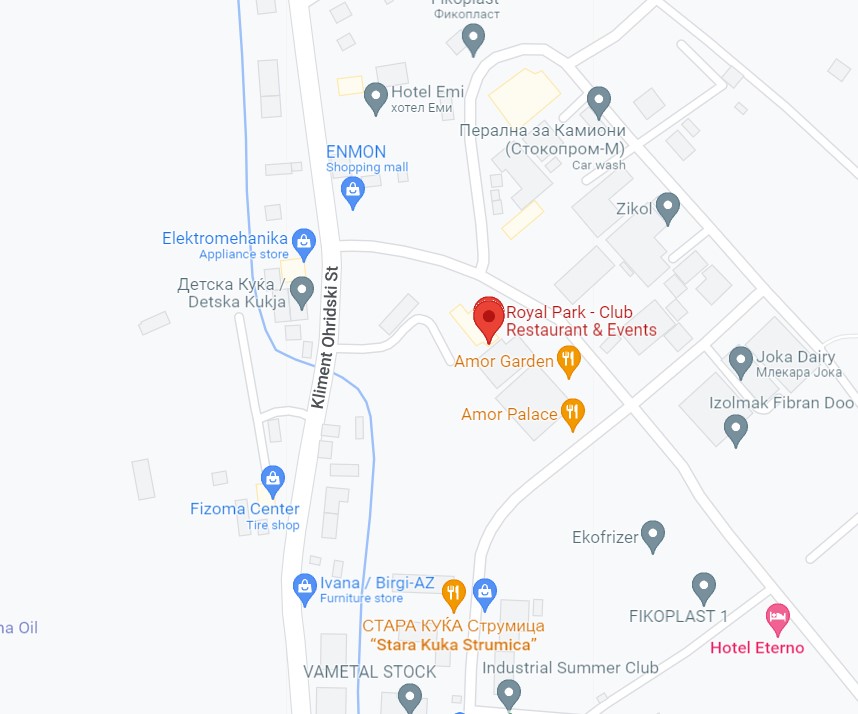 Fikoplast
Фикопласт
Hotel Emi
хотел Еми
Перална за Камиони
(Стокопром-М)
Car wash
ENMON
Shopping mall
Zikol
Elektromehanika
Appliance store
Детска Куќа /
Detska Kukja
Kliment Ohridski St
Royal Park - Club
Restaurant & Events
Amor Garden
Joka Dairy
Млекара Јока
Amor Palace
Izolmak Fibran Doo
Fizoma Center
Tire shop
Ekofrizer
Ivana / Birgi-AZ
Furniture store
FIKOPLAST 1
СТАРА КУЌА Струмица
“Stara Kuka Strumica”
na Oil
Hotel Eterno
VAMETAL STOCK
Industrial Summer Club